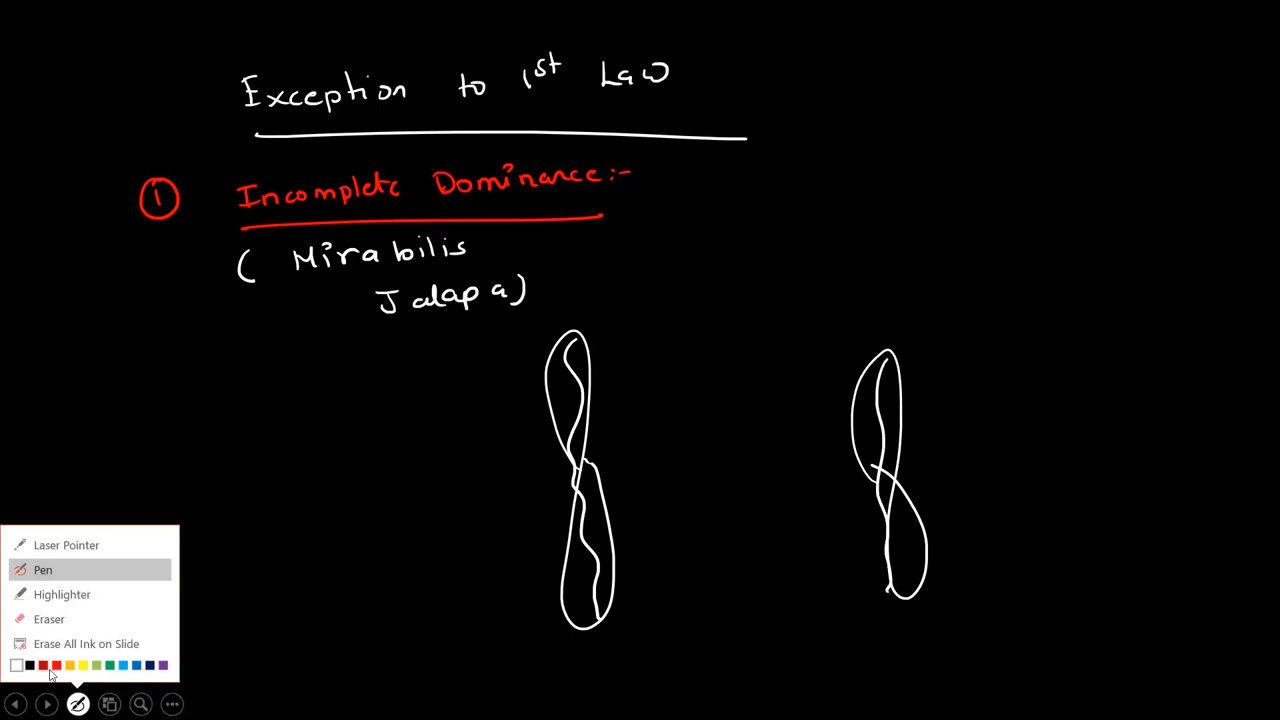 Exception to 1st Law
① Incomplete Dominance:-
( Mirabilis
Jalapa)
Laser Pointer
Pen
Highlighter
Eraser
Erase All Ink on Slide